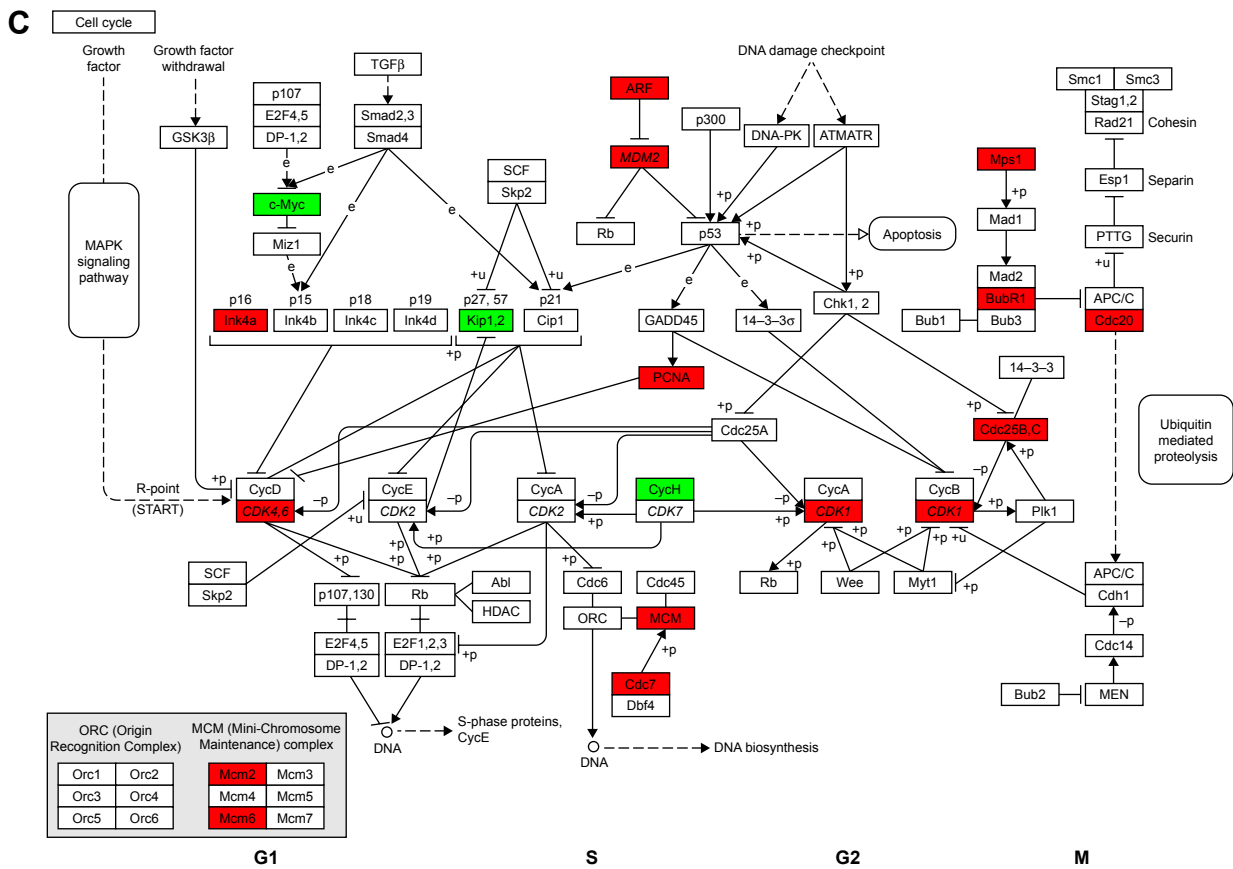 C
Cell cycle
Growth
factor
Growth factor
withdrawal
GSK3β
MAPK
signaling
pathway
R-point
(START)
p107
E2F4,5
DP-1,2
e
c-Myc
Miz1
e
TGFβ
Smad2,3
Smad4
e
e
e
SCF
Skp2
+u
+u
p16
Ink4a
p15
Ink4b
p18
Ink4c
p19
Ink4d
p27, 57
Kip1,2
p21
Cip1
+p
ARF
MDM2
Rb
p300
DNA damage checkpoint
DNA-PK
ATMATR
+p
p53
+p
+p
+p
Apoptosis
e
e
e
GADD45
14–3–3σ
Chk1, 2
PCNA
+p
Cdc25A
Mps1
+p
Mad1
Mad2
BubR1
Bub3
Bub1
Smc1
Smc3
Stag1,2
Rad21
Cohesin
Esp1
Separin
PTTG
Securin
+u
APC/C
Cdc20
14–3–3
+p
Cdc25B,C
+p
Ubiquitin
mediated
proteolysis
+p
CycD
CDK4,6
–p
CycE
CDK2
–p
+u
CycA
CDK2
–p
+p
CycH
CDK7
–p
+p
CycA
CDK1
–p
CycB
CDK1
+p
Plk1
+p
+p
+p
+p
+p
+p
+p
+p
+p
+p
+u
+p
SCF
Skp2
p107,130
Rb
Abl
HDAC
Cdc6
Cdc45
ORC
MCM
+p
Cdc7
Dbf4
Rb
Wee
Myt1
APC/C
Cdh1
–p
Cdc14
Bub2
MEN
E2F4,5
DP-1,2
E2F1,2,3
DP-1,2
+p
DNA
S-phase proteins,
CycE
DNA
DNA biosynthesis
ORC (Origin
Recognition Complex)
Orc1
Orc2
Orc3
Orc4
Orc5
Orc6
MCM (Mini-Chromosome
Maintenance) complex
Mcm2
Mcm3
Mcm4
Mcm5
Mcm6
Mcm7
G1
S
G2
M